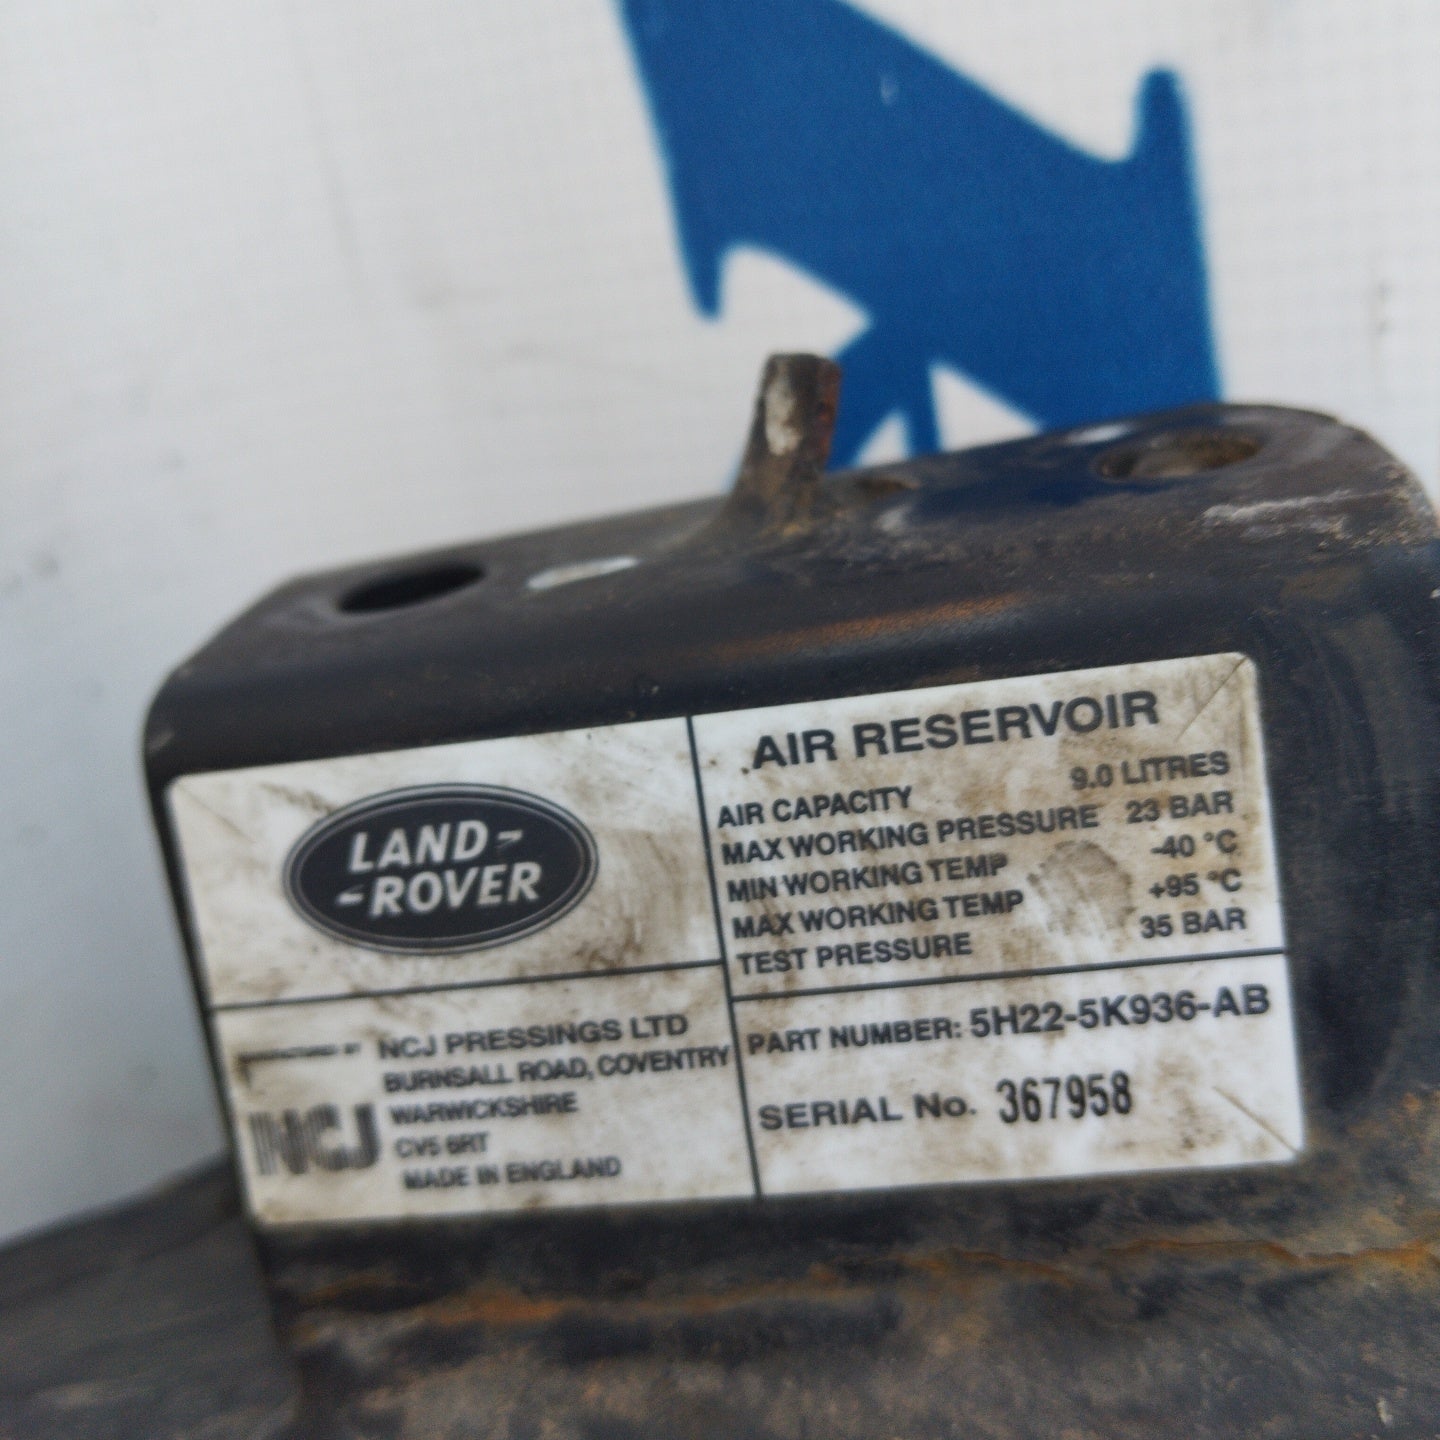 LAND-
-ROVER
AIR RESERVOIR
AIR CAPACITY 9.0 LITRES
MAX WORKING PRESSURE 23 BAR
MIN WORKING TEMP -40 °C
MAX WORKING TEMP +95 °C
TEST PRESSURE 35 BAR
MANUFACTURED BY NCJ PRESSINGS LTD
BURNSALL ROAD, COVENTRY
WARWICKSHIRE
CV5 6RT
MADE IN ENGLAND
NCJ
PART NUMBER: 5H22-5K936-AB
SERIAL No. 367958